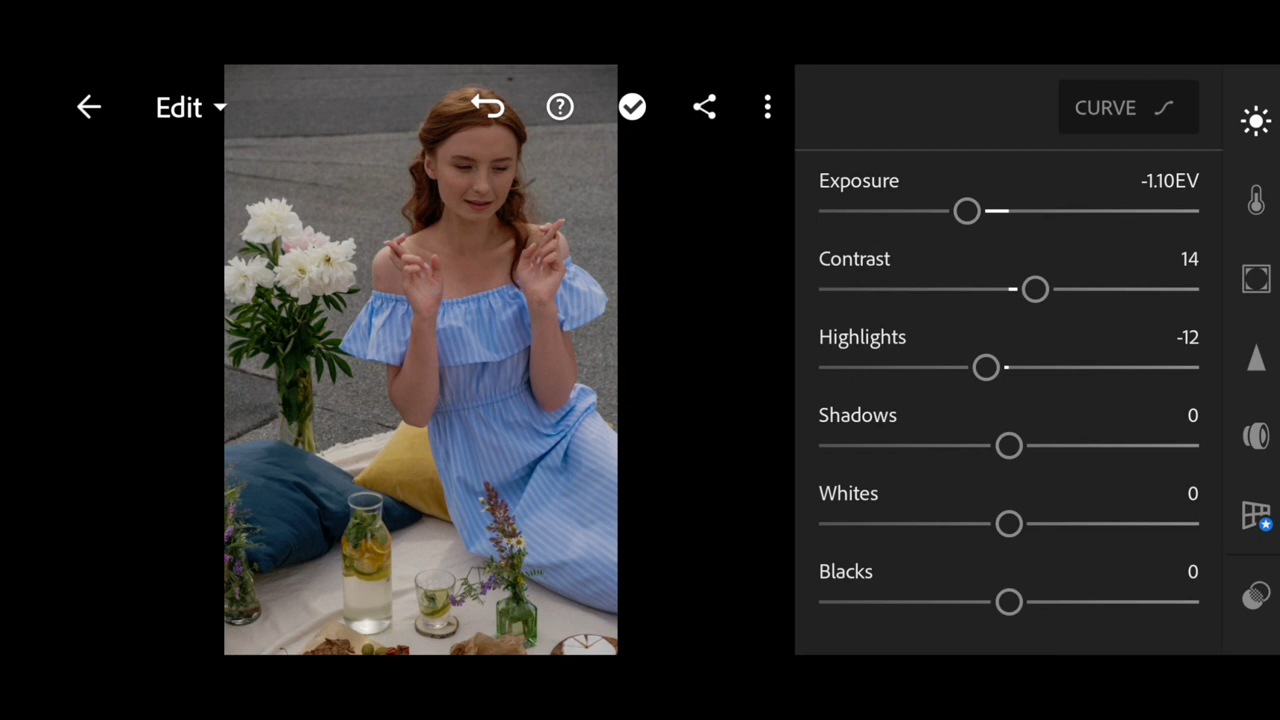 Edit
CURVE
Exposure -1.10EV
Contrast 14
Highlights -12
Shadows 0
Whites 0
Blacks 0